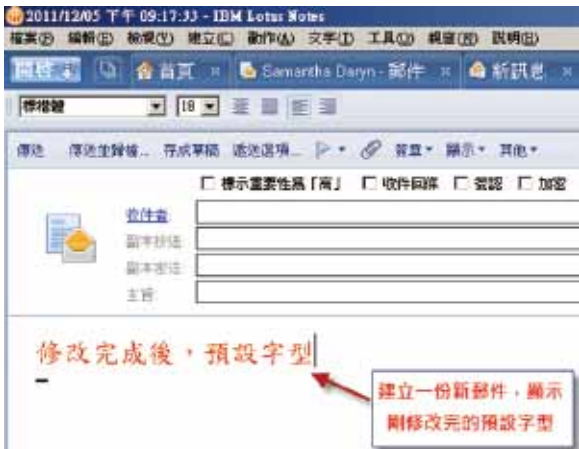 2011/12/05 下午 09:17:33 - IBM Lotus Notes
檔案(F) 編輯(E) 檢視(V) 建立(C) 動作(A) 文字(T) 工具(O) 視窗(W) 說明(H)
開啟 首頁 Samantha Daryn - 郵件 新訊息
標楷體 18
傳送 傳送並歸檔... 存成草稿 遞送選項... 簽章 顯示 其他
標示重要性為「高」 收件回條 簽認 加密
收件者
副本抄送
副本密送
主旨
修改完成後，預設字型
建立一份新郵件，顯示
剛修改完的預設字型